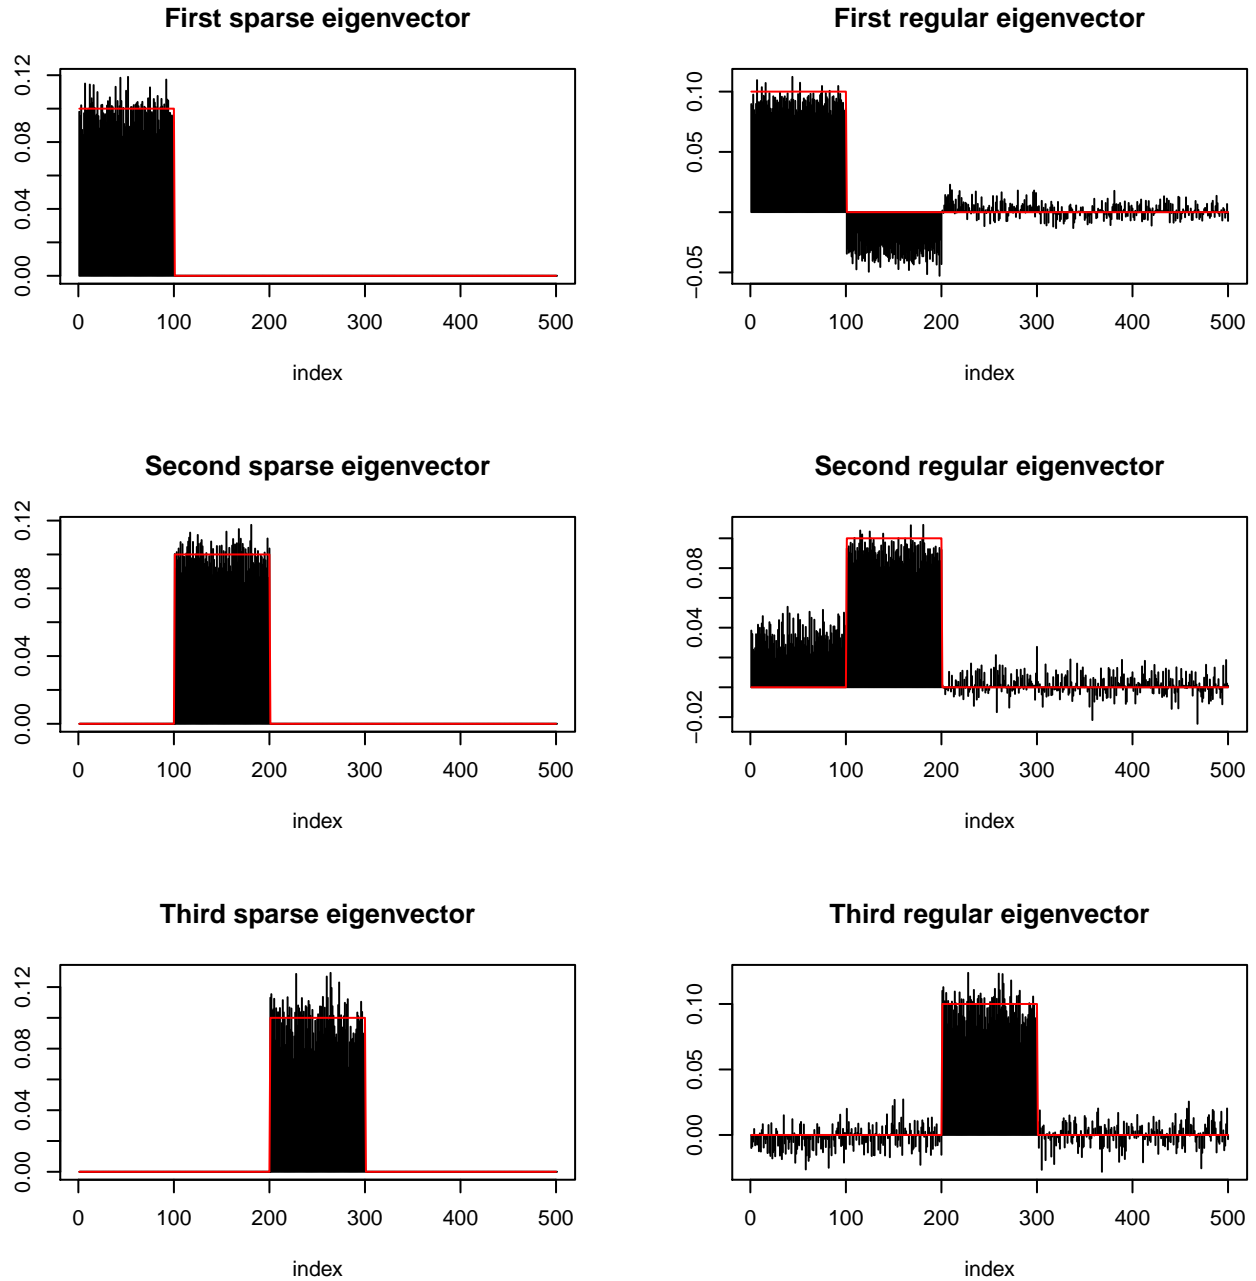 First sparse eigenvector
0.00 0.04 0.08 0.12
0 100 200 300 400 500
index
First regular eigenvector
−0.05 0.05 0.10
0 100 200 300 400 500
index
Second sparse eigenvector
0.00 0.04 0.08 0.12
0 100 200 300 400 500
index
Second regular eigenvector
−0.02 0.04 0.08
0 100 200 300 400 500
index
Third sparse eigenvector
0.00 0.04 0.08 0.12
0 100 200 300 400 500
index
Third regular eigenvector
0.00 0.05 0.10
0 100 200 300 400 500
index